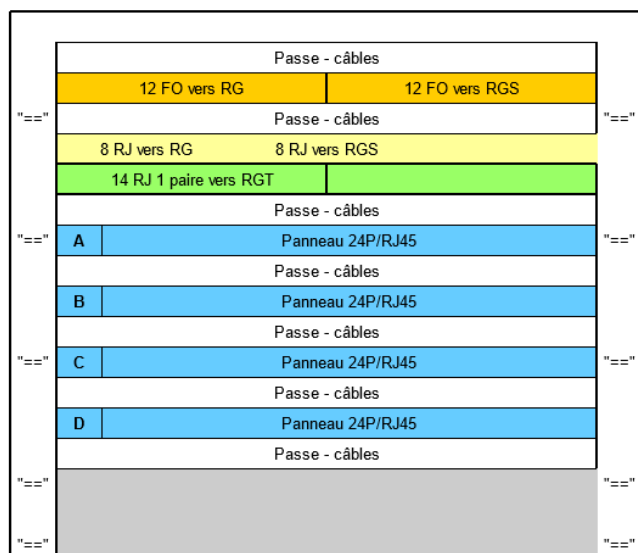 Passe - câbles
12 FO vers RG 12 FO vers RGS
"==" Passe - câbles "=="
8 RJ vers RG 8 RJ vers RGS
14 RJ 1 paire vers RGT
Passe - câbles
"==" A Panneau 24P/RJ45 "=="
Passe - câbles
B Panneau 24P/RJ45
Passe - câbles
"==" C Panneau 24P/RJ45 "=="
Passe - câbles
D Panneau 24P/RJ45
Passe - câbles
"==" "=="
"==" "=="